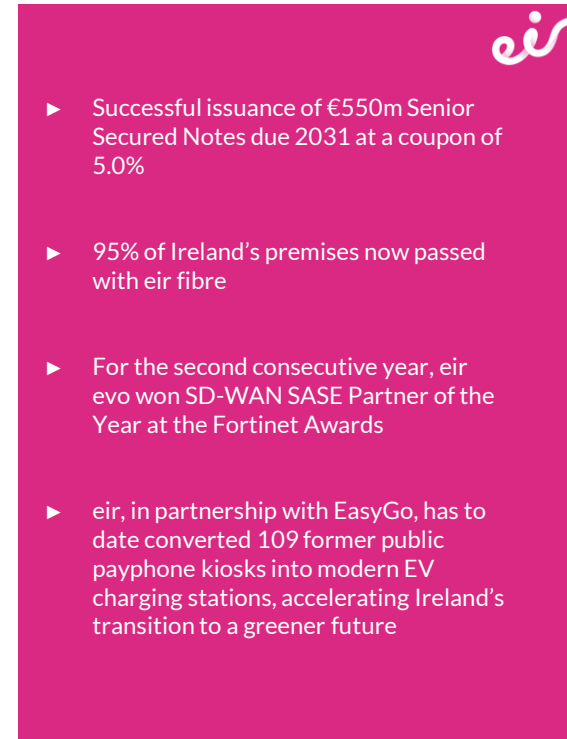 eir
► Successful issuance of €550m Senior
Secured Notes due 2031 at a coupon of
5.0%
► 95% of Ireland’s premises now passed
with eir fibre
► For the second consecutive year, eir
evo won SD-WAN SASE Partner of the
Year at the Fortinet Awards
► eir, in partnership with EasyGo, has to
date converted 109 former public
payphone kiosks into modern EV
charging stations, accelerating Ireland’s
transition to a greener future